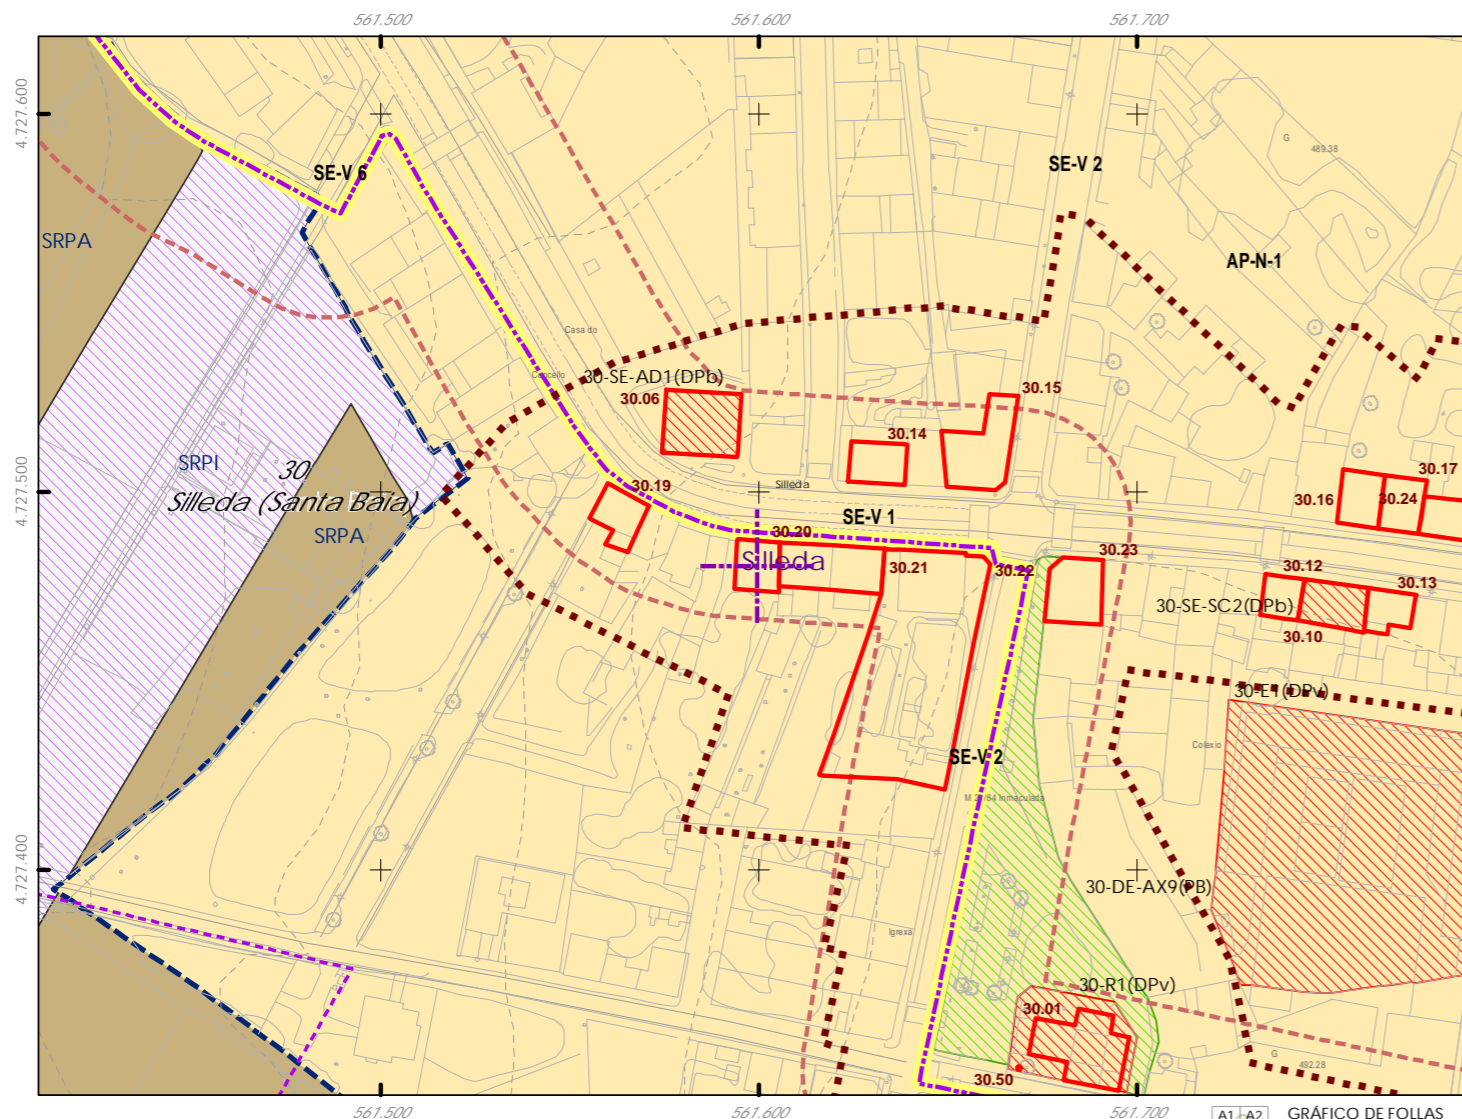 561.500
561.600
561.700
4.727.600
4.727.500
4.727.400
SE-V 6
SE-V 2
G
489.38
SRPA
AP-N-1
Casa do
Concello
30-SE-AD1(DPb)
30.06
30.15
30.14
30.17
SRPI
30
Silleda (Santa Baia)
30.19
Silleda
30.16
30.24
SE-V 1
SRPA
30.20
Silleda
30.21
30.22
30.23
30.12
30.13
30-SE-SC2(DPb)
30.10
30-E1(DPv)
Colexio
SE-V 2
30-DE-AX9(PB)
Igrexa
30-R1(DPv)
30.01
G
492.28
30.50
561.500
561.600
561.700
A1
A2
GRÁFICO DE FOLLAS